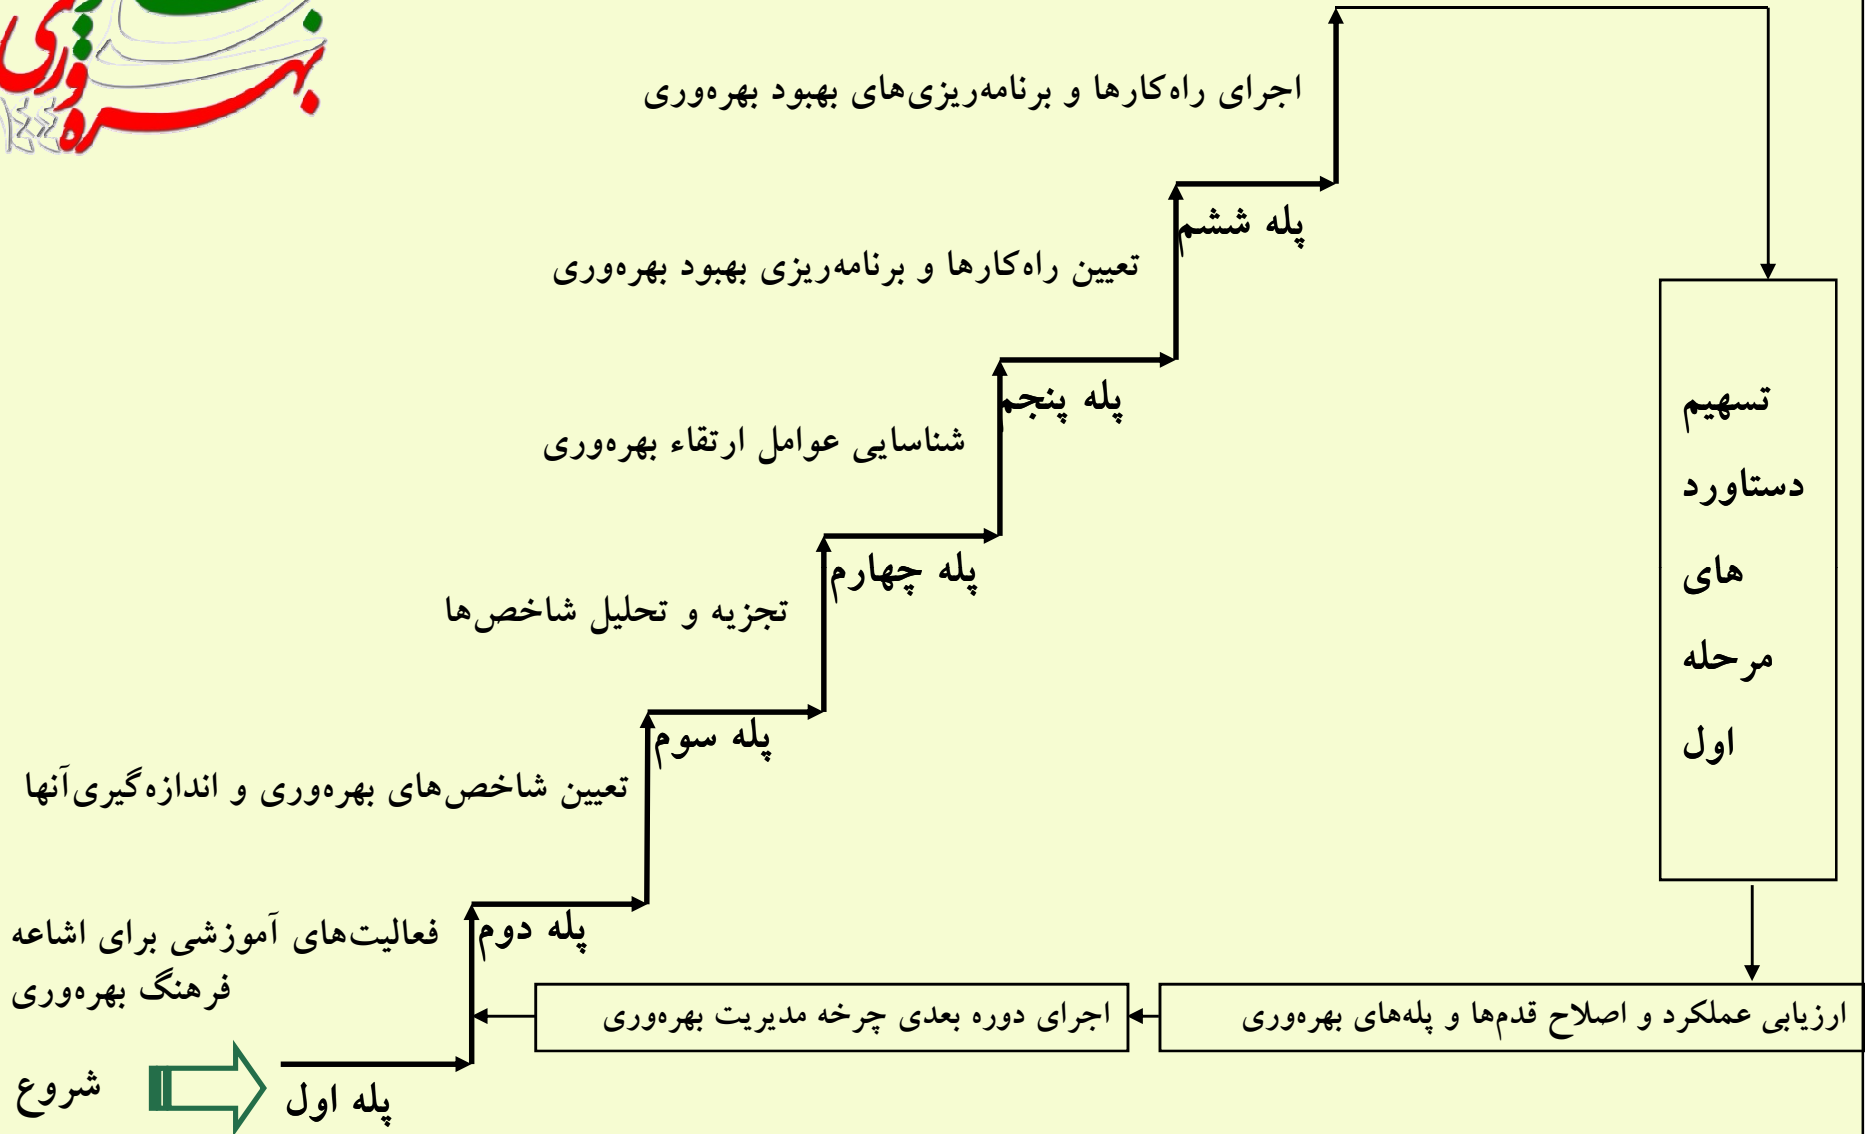 بهره‌وری
اجرای راه‌کارها و برنامه‌ریزی‌های بهبود بهره‌وری
پله ششم
تعیین راه‌کارها و برنامه‌ریزی بهبود بهره‌وری
پله پنجم
شناسایی عوامل ارتقاء بهره‌وری
پله چهارم
تجزیه و تحلیل شاخص‌ها
پله سوم
تعیین شاخص‌های بهره‌وری و اندازه‌گیری‌آنها
پله دوم
فعالیت‌های آموزشی برای اشاعه
فرهنگ بهره‌وری
پله اول
شروع
تسهیم
دستاورد
های
مرحله
اول
ارزیابی عملکرد و اصلاح قدم‌ها و پله‌های بهره‌وری
اجرای دوره بعدی چرخه مدیریت بهره‌وری